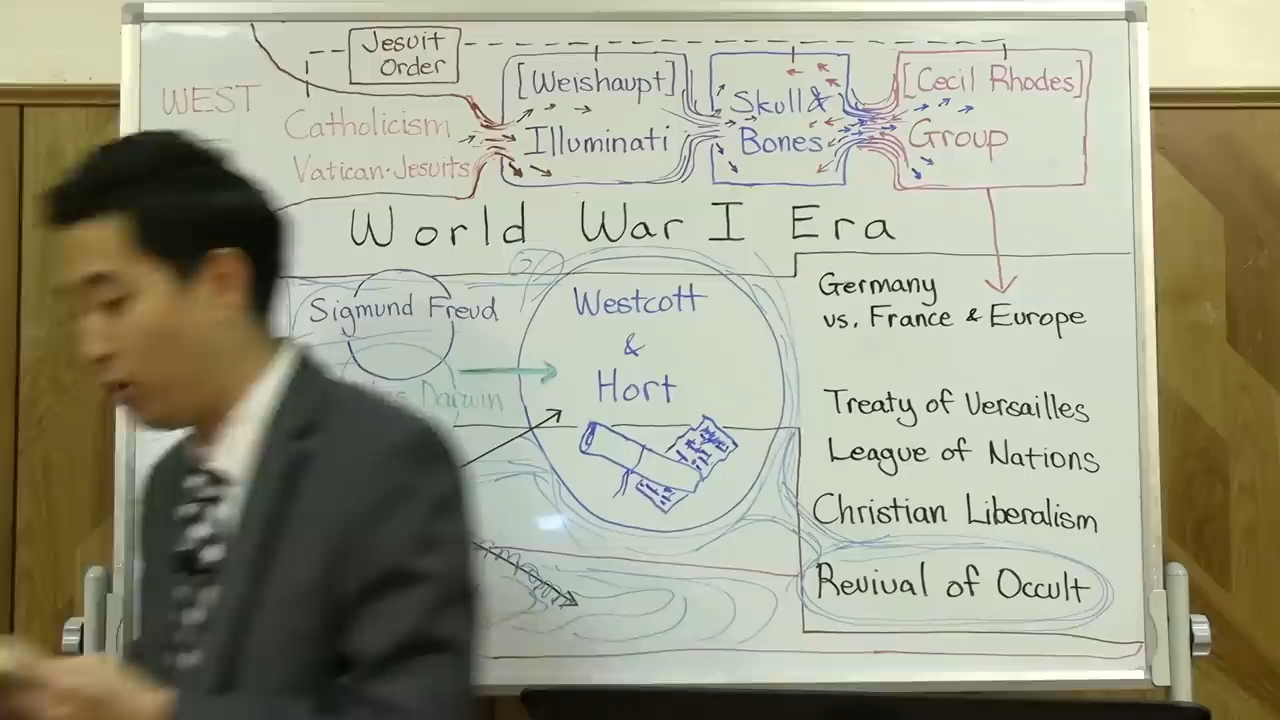 Jesuit
Order
WEST
Catholicism
Vatican·Jesuits
[Weishaupt]
Illuminati
Skull &
Bones
[Cecil Rhodes]
Group
World War I Era
Sigmund Freud
Darwin
Westcott
&
Hort
Germany
vs. France & Europe
Treaty of Versailles
League of Nations
Christian Liberalism
Revival of Occult